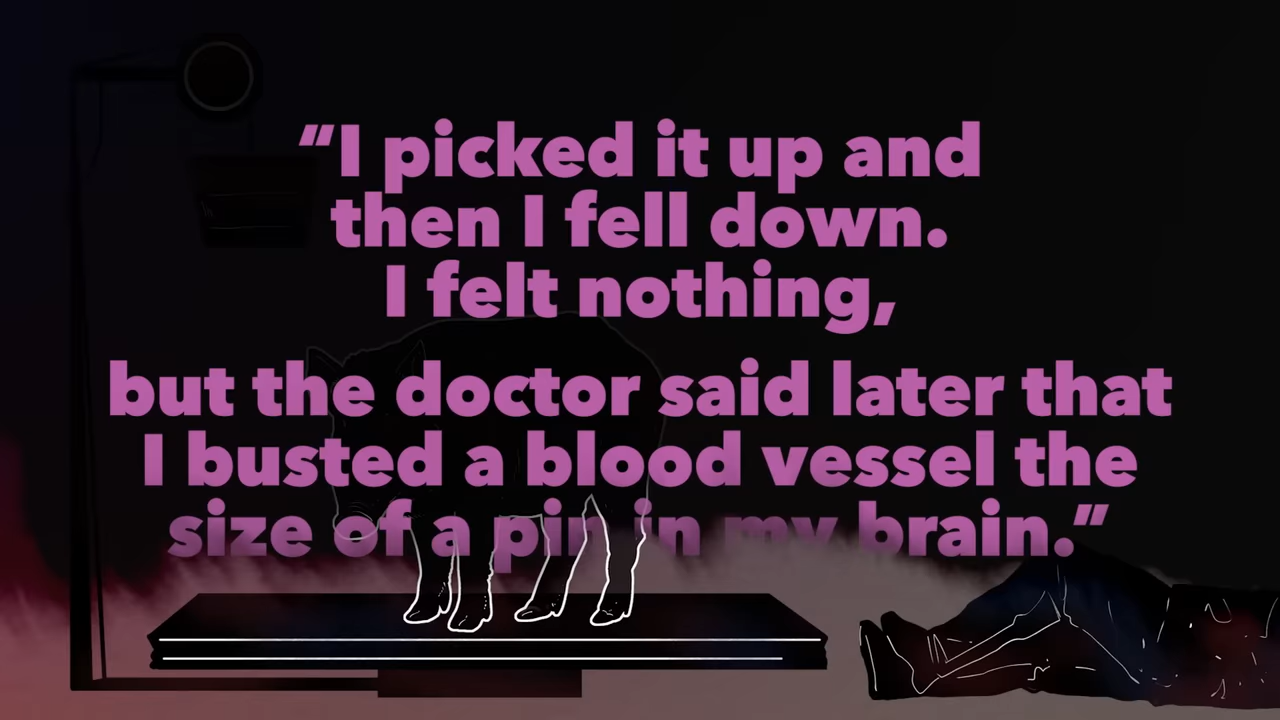 “I picked it up and
then I fell down.
I felt nothing,
but the doctor said later that
I busted a blood vessel the
size of a pin in my brain.”